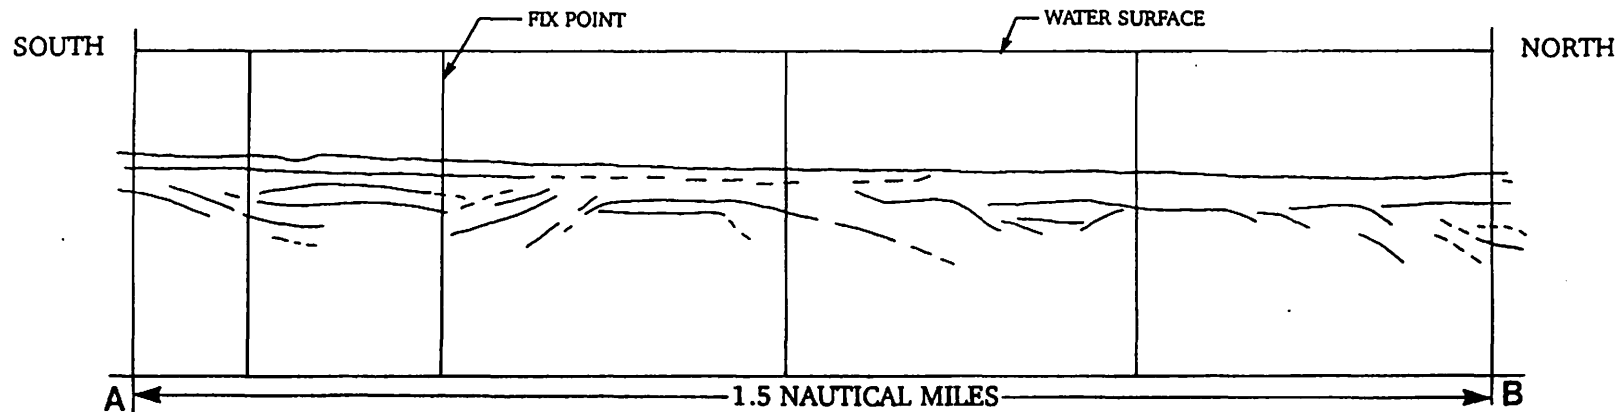 FIX POINT
WATER SURFACE
SOUTH
NORTH
A
1.5 NAUTICAL MILES
B